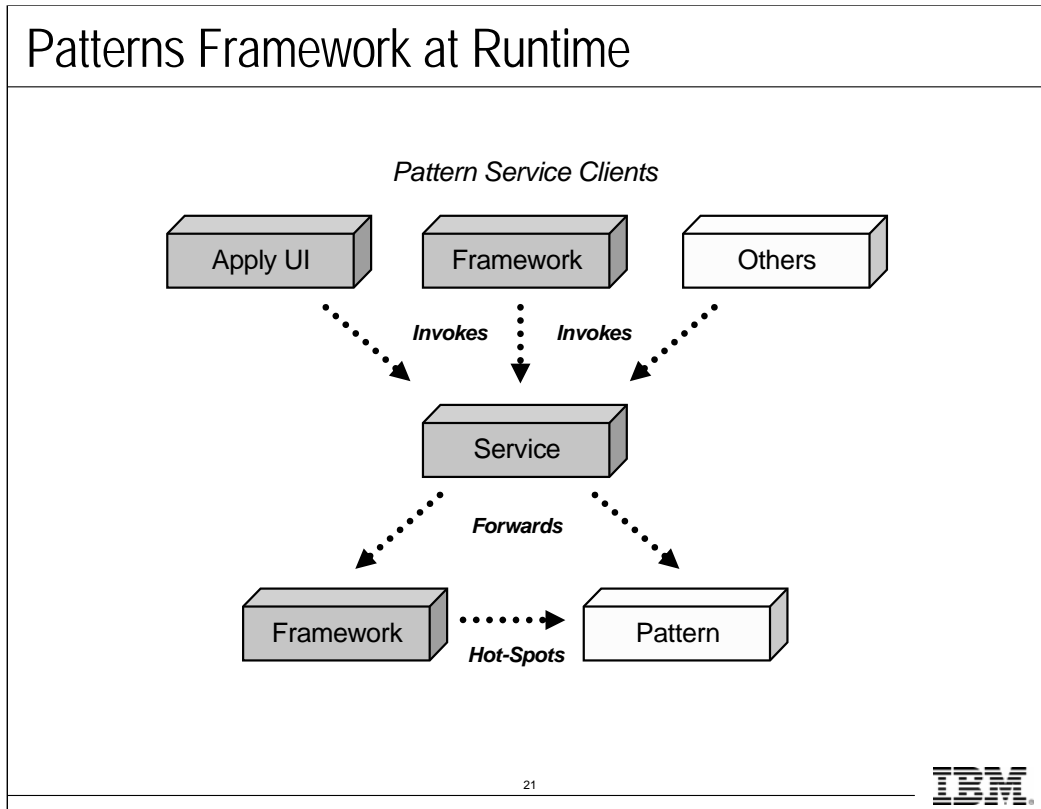 Patterns Framework at Runtime
Pattern Service Clients
Apply UI
Framework
Others
Invokes
Invokes
Service
Forwards
Framework
Hot-Spots
Pattern
21
IBM®